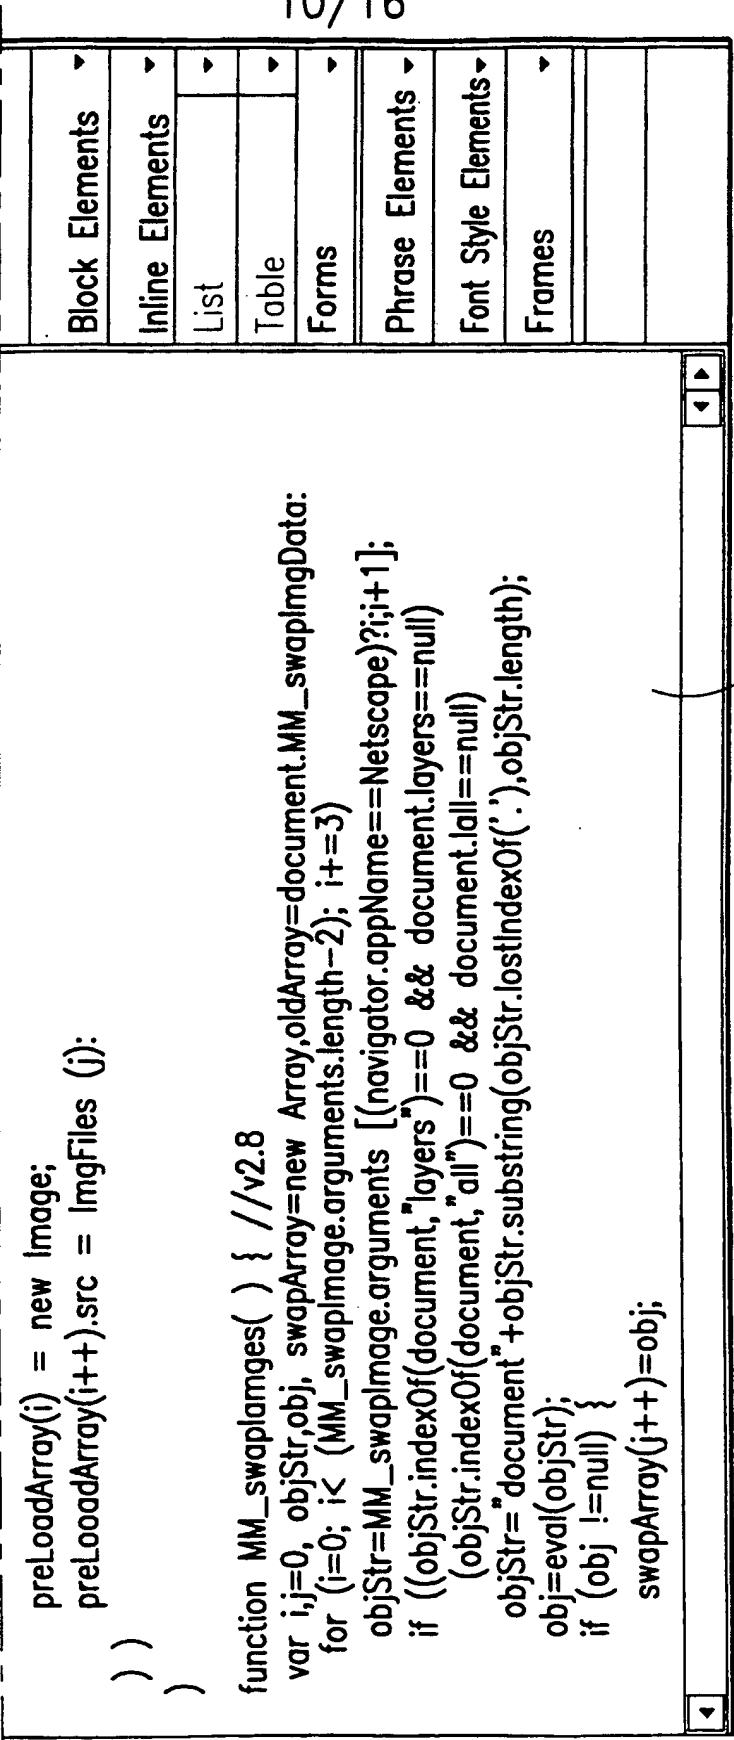 10/16
preLoadArray(i) = new Image;
preLooadArray(i++).src = ImgFiles (j):
) )
)
function MM_swapIamges( ) { //v2.8
var i,j=0, objStr,obj, swapArray=new Array,oldArray=document.MM_swapImgData:
for (i=0; i< (MM_swapImage.arguments.length-2); i+=3)
objStr=MM_swapImage.arguments [(navigator.appName==Netscape)?i;i+1];
if ((objStr.indexOf(document,"layers")==0 && document.layers==null)
(objStr.indexOf(document,"all")==0 && document.lall==null)
objStr="document"+objStr.substring(objStr.lostIndexOf('.'),objStr.length);
obj=eval(objStr);
if (obj !=null) {
swapArray(j++)=obj;
Block Elements
Inline Elements
List
Table
Forms
Phrase Elements
Font Style Elements
Frames